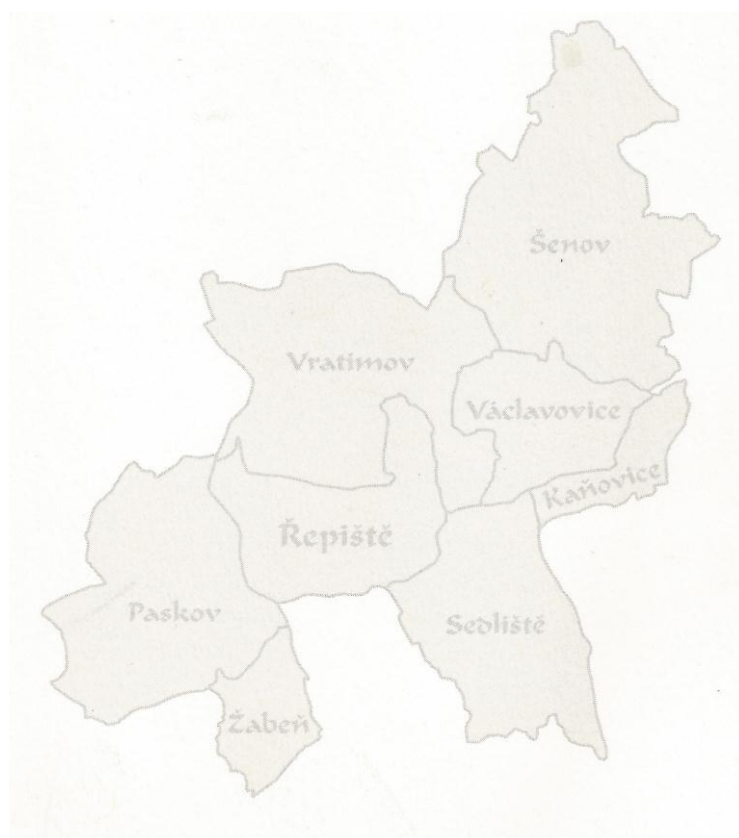 Šenov
Vratimov
Václavovice
Kaňovice
Řepiště
Paskov
Sedliště
Žabeň